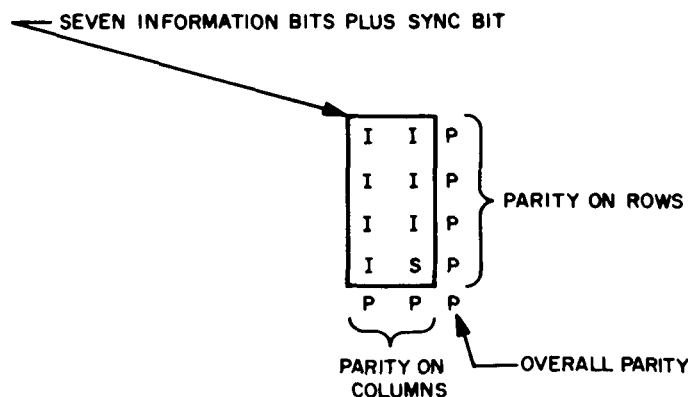 SEVEN INFORMATION BITS PLUS SYNC BIT
I I P
I I P
I I P
I S P
PARITY ON ROWS
P P P
PARITY ON COLUMNS
OVERALL PARITY